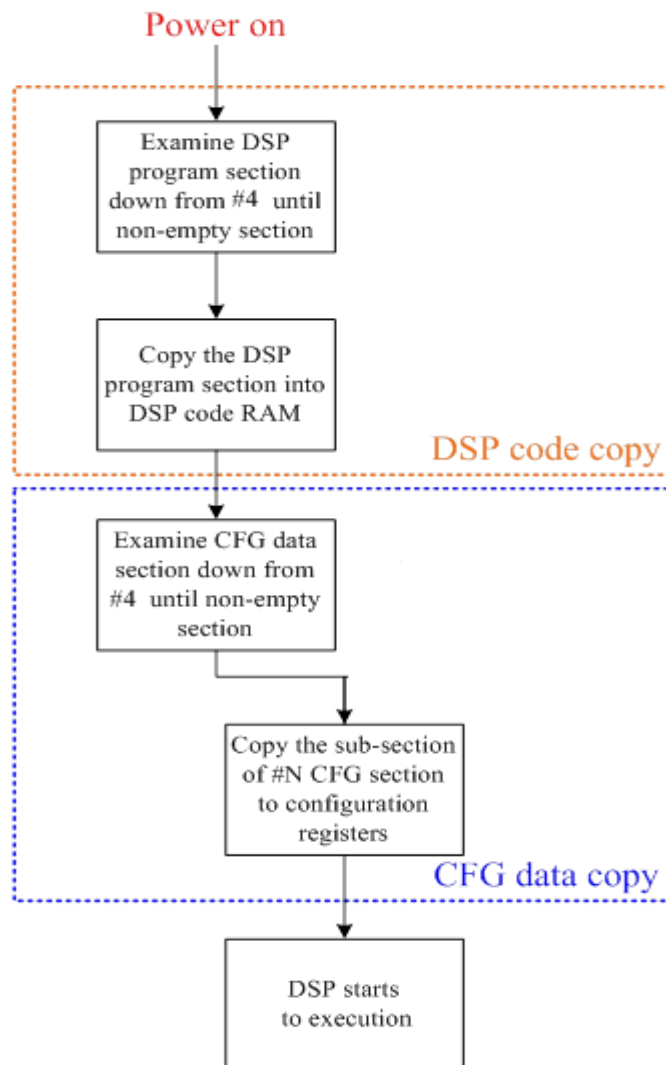 Power on
Examine DSP
program section
down from #4 until
non-empty section
Copy the DSP
program section into
DSP code RAM
DSP code copy
Examine CFG data
section down from
#4 until non-empty
section
Copy the sub-section
of #N CFG section
to configuration
registers
CFG data copy
DSP starts
to execution